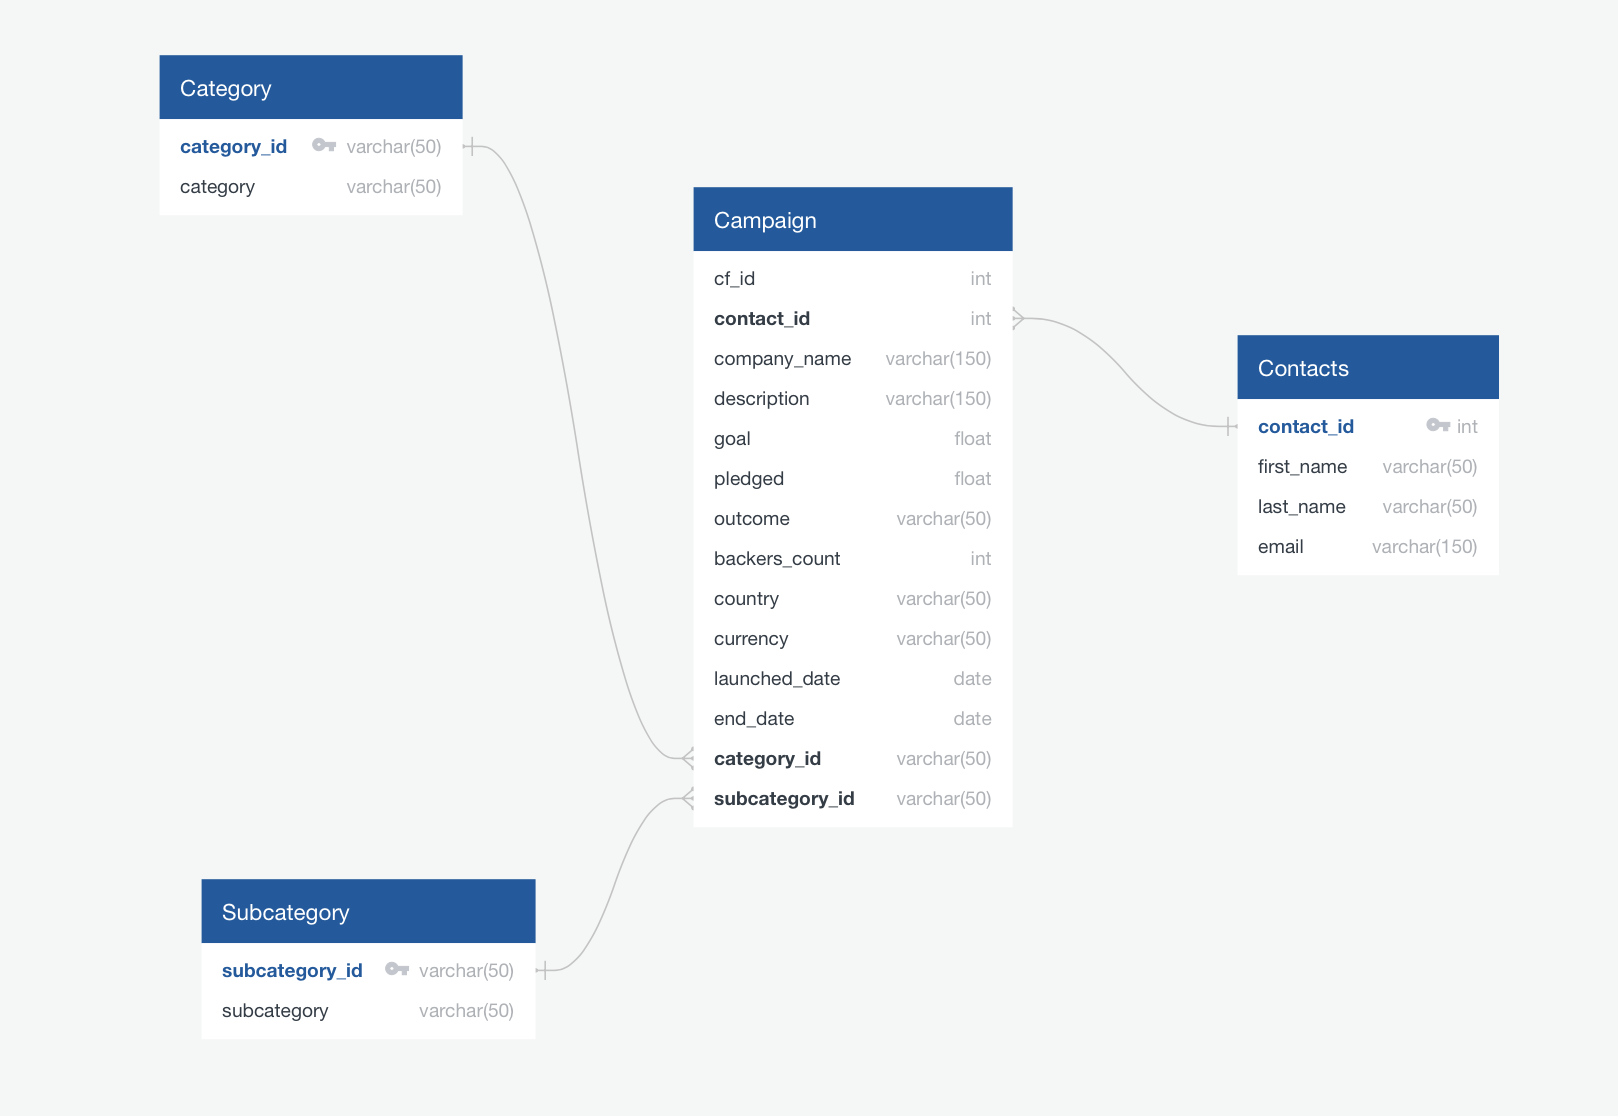 Category
category_id varchar(50)
category varchar(50)
Campaign
cf_id int
contact_id int
company_name varchar(150)
description varchar(150)
goal float
pledged float
outcome varchar(50)
backers_count int
country varchar(50)
currency varchar(50)
launched_date date
end_date date
category_id varchar(50)
subcategory_id varchar(50)
Contacts
contact_id int
first_name varchar(50)
last_name varchar(50)
email varchar(150)
Subcategory
subcategory_id varchar(50)
subcategory varchar(50)